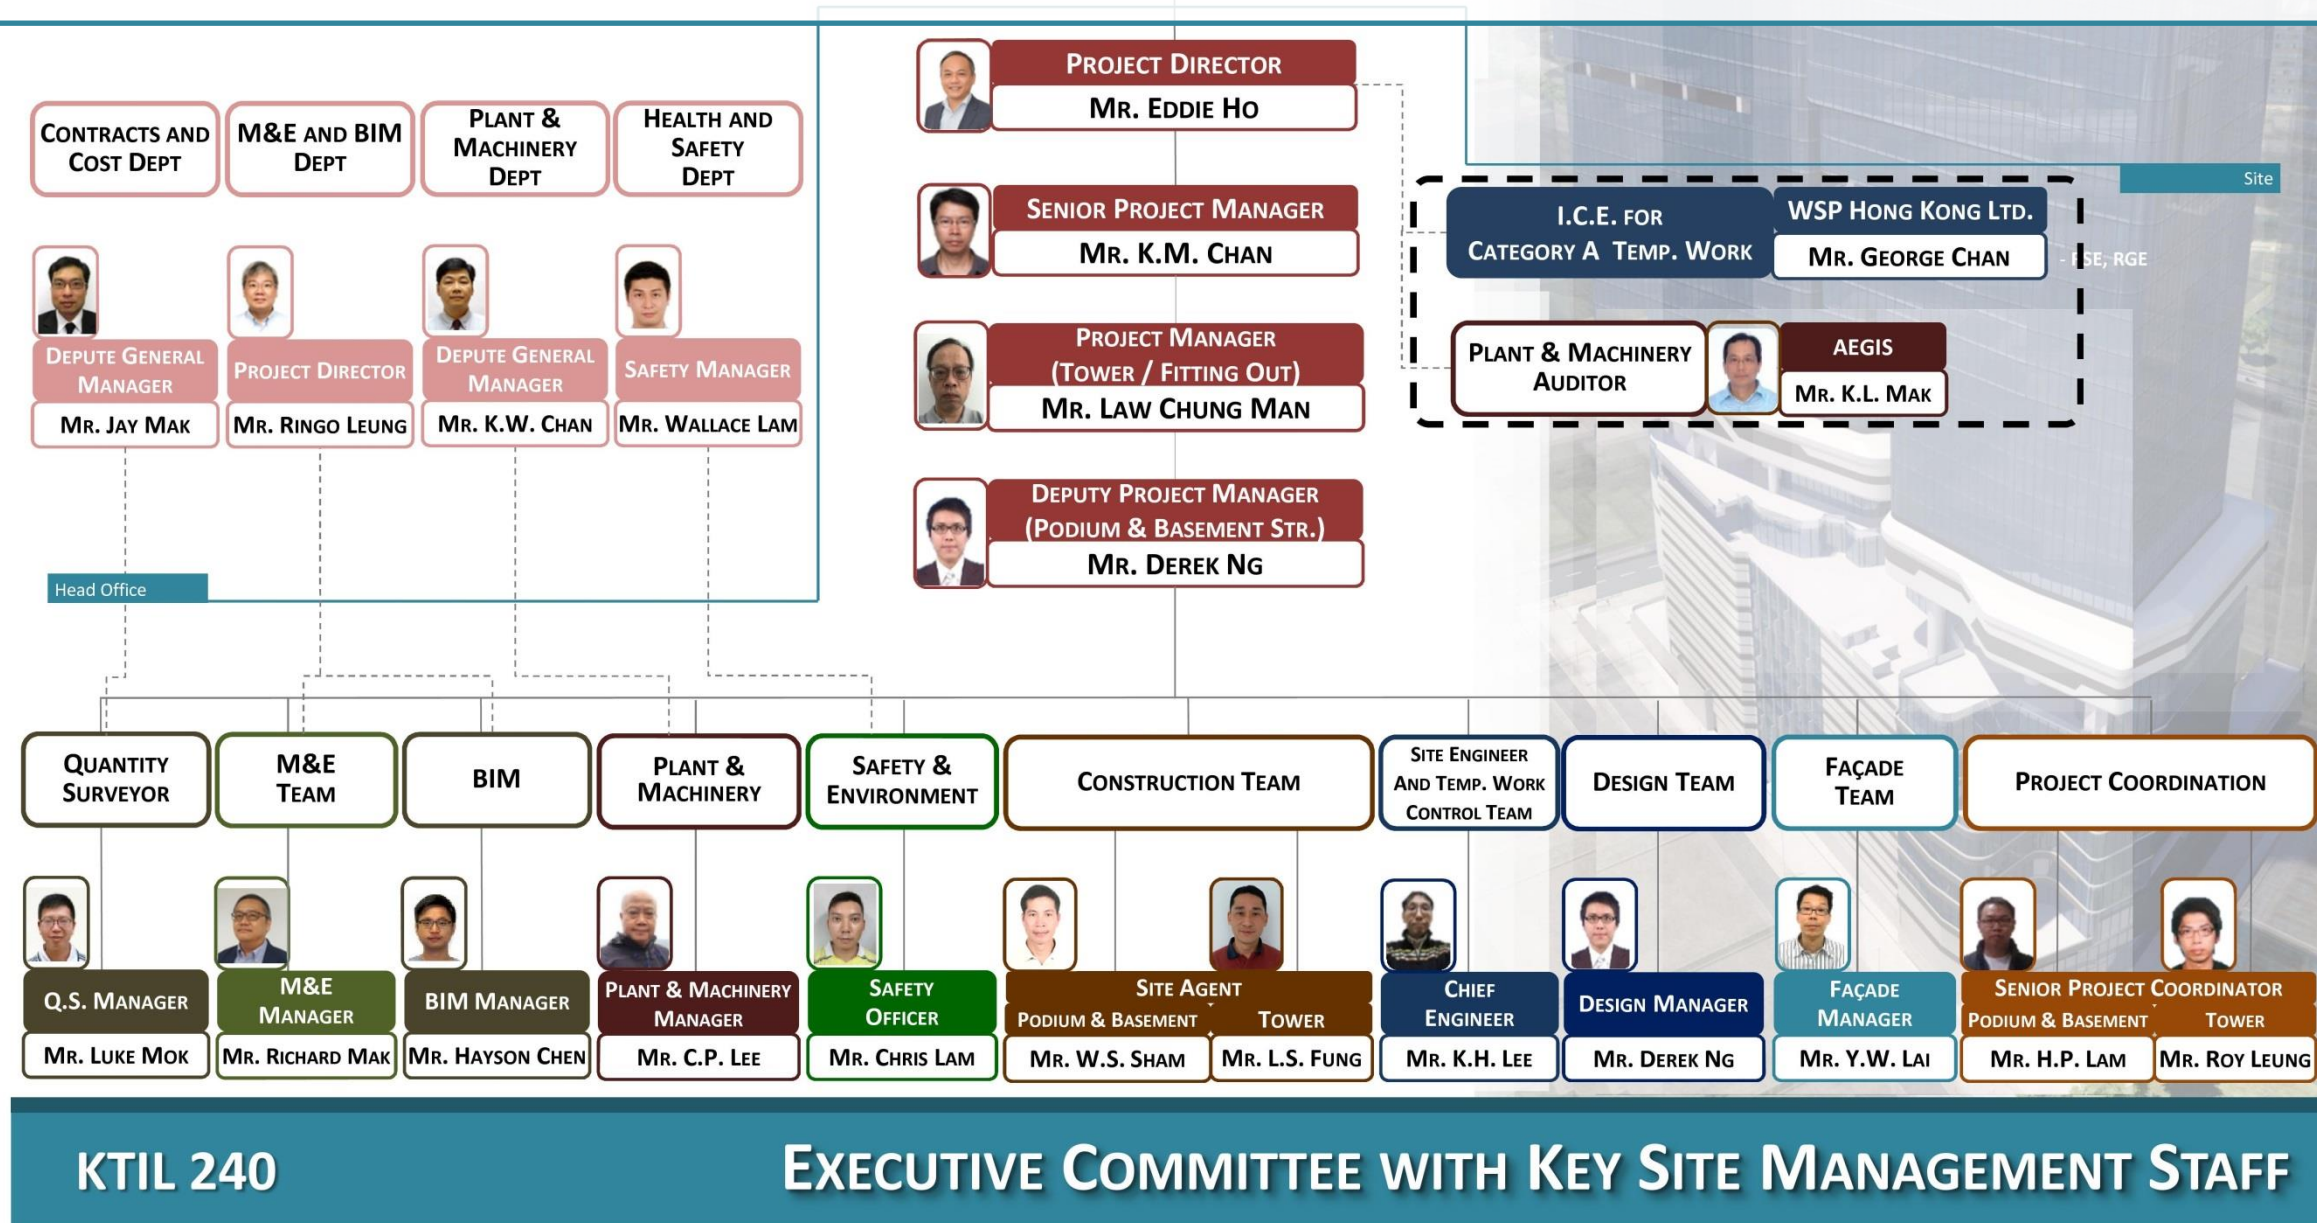 PROJECT DIRECTOR
MR. EDDIE HO
CONTRACTS AND
COST DEPT
M&E AND BIM
DEPT
PLANT &
MACHINERY
DEPT
HEALTH AND
SAFETY
DEPT
SENIOR PROJECT MANAGER
MR. K.M. CHAN
Site
I.C.E. FOR
CATEGORY A TEMP. WORK
WSP HONG KONG LTD.
MR. GEORGE CHAN
- RSE, RGE
DEPUTE GENERAL
MANAGER
MR. JAY MAK
PROJECT DIRECTOR
MR. RINGO LEUNG
DEPUTE GENERAL
MANAGER
MR. K.W. CHAN
SAFETY MANAGER
MR. WALLACE LAM
PROJECT MANAGER
(TOWER / FITTING OUT)
MR. LAW CHUNG MAN
PLANT & MACHINERY
AUDITOR
AEGIS
MR. K.L. MAK
DEPUTY PROJECT MANAGER
(PODIUM & BASEMENT STR.)
MR. DEREK NG
Head Office
QUANTITY
SURVEYOR
M&E
TEAM
BIM
PLANT &
MACHINERY
SAFETY &
ENVIRONMENT
CONSTRUCTION TEAM
SITE ENGINEER
AND TEMP. WORK
CONTROL TEAM
DESIGN TEAM
FAÇADE
TEAM
PROJECT COORDINATION
Q.S. MANAGER
MR. LUKE MOK
M&E
MANAGER
MR. RICHARD MAK
BIM MANAGER
MR. HAYSON CHEN
PLANT & MACHINERY
MANAGER
MR. C.P. LEE
SAFETY
OFFICER
MR. CHRIS LAM
SITE AGENT
PODIUM & BASEMENT
TOWER
MR. W.S. SHAM
MR. L.S. FUNG
CHIEF
ENGINEER
MR. K.H. LEE
DESIGN MANAGER
MR. DEREK NG
FAÇADE
MANAGER
MR. Y.W. LAI
SENIOR PROJECT COORDINATOR
PODIUM & BASEMENT
TOWER
MR. H.P. LAM
MR. ROY LEUNG
KTIL 240
EXECUTIVE COMMITTEE WITH KEY SITE MANAGEMENT STAFF